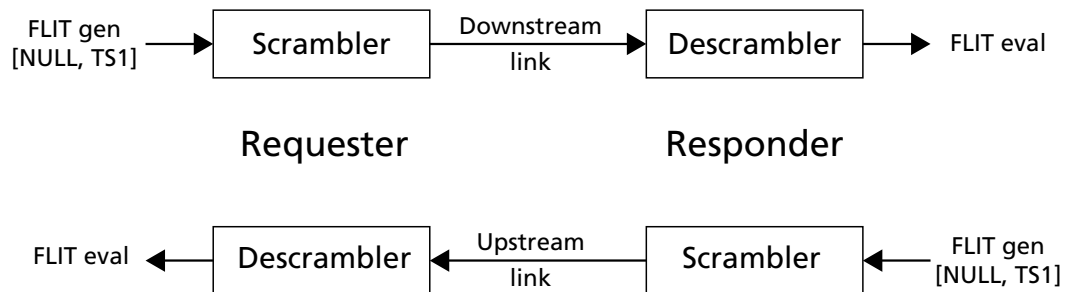 FLIT gen
[NULL, TS1]
Scrambler
Downstream
link
Descrambler
FLIT eval
Requester
Responder
FLIT eval
Descrambler
Upstream
link
Scrambler
FLIT gen
[NULL, TS1]